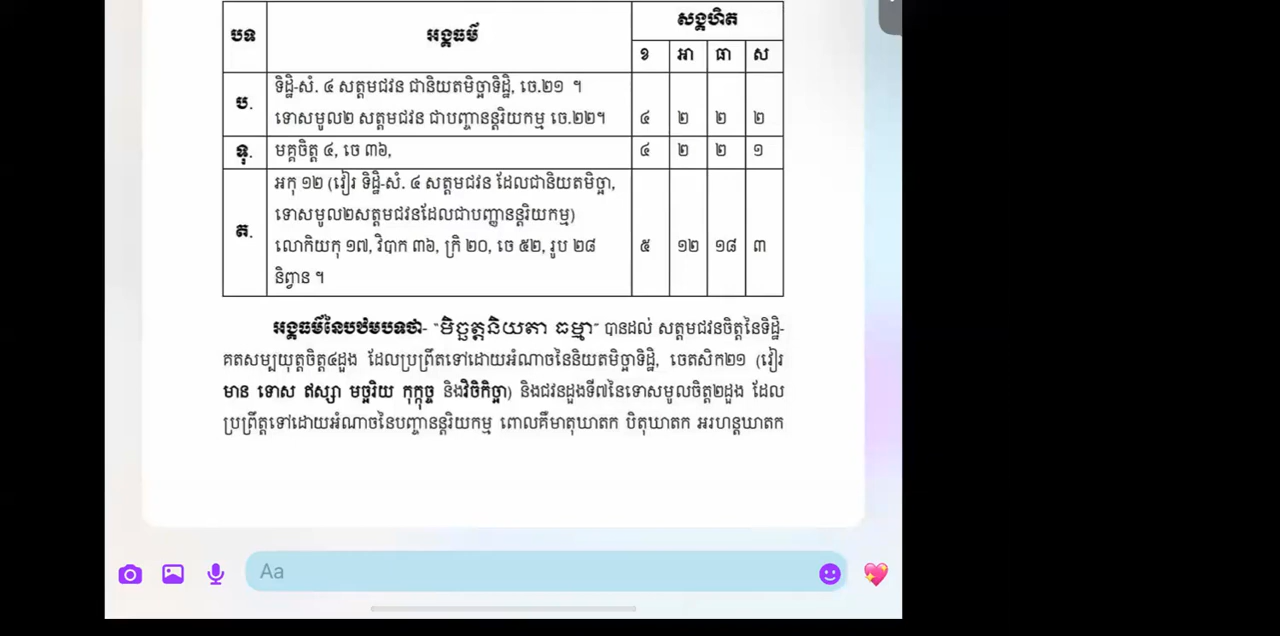 បទ អង្គធម៌ សង្គហិត
ខ អា ធា ស
ប. ទិដ្ឋិ-សំ. ៤ សត្តមជវន ជានិយតមិច្ឆាទិដ្ឋិ, ចេ.២១ ។
ទោសមូល២ សត្តមជវន ជាបញ្ចានន្តរិយកម្ម ចេ.២២។ ៤ ២ ២ ២
ទុ. មគ្គចិត្ត ៤, ចេ ៣៦, ៤ ២ ២ ១
ត. អកុ ១២ (វៀរ ទិដ្ឋិ-សំ. ៤ សត្តមជវន ដែលជានិយតមិច្ឆា,
ទោសមូល២សត្តមជវនដែលជាបញ្ចានន្តរិយកម្ម)
លោកិយកុ ១៧, វិបាក ៣៦, ក្រិ ២០, ចេ ៥២, រូប ២៨ ៥ ១២ ១៨ ៣
និព្វាន ។
អង្គធម៌នៃបឋមបទថា- “មិច្ឆត្តនិយតា ធម្មា” បានដល់ សត្តមជវនចិត្តនៃទិដ្ឋិ-
គតសម្បយុត្តចិត្ត៤ដួង ដែលប្រព្រឹតទៅដោយអំណាចនៃនិយតមិច្ឆាទិដ្ឋិ, ចេតសិក២១ (វៀរ
មាន ទោស ឥស្សា មច្ឆរិយ កុក្កុច្ច និងវិចិកិច្ឆា) និងជវនដួងទី៧នៃទោសមូលចិត្ត២ដួង ដែល
ប្រព្រឹត្តទៅដោយអំណាចនៃបញ្ចានន្តរិយកម្ម ពោលគឺមាតុឃាតក បិតុឃាតក អរហន្តឃាតក
Aa